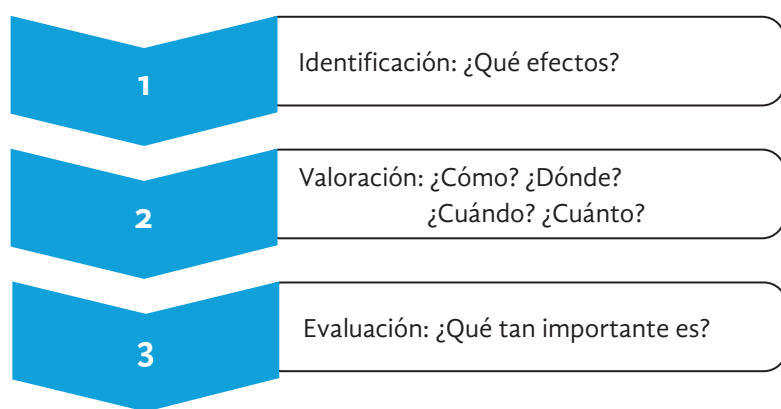 1
Identificación: ¿Qué efectos?
2
Valoración: ¿Cómo? ¿Dónde?
¿Cuándo? ¿Cuánto?
3
Evaluación: ¿Qué tan importante es?